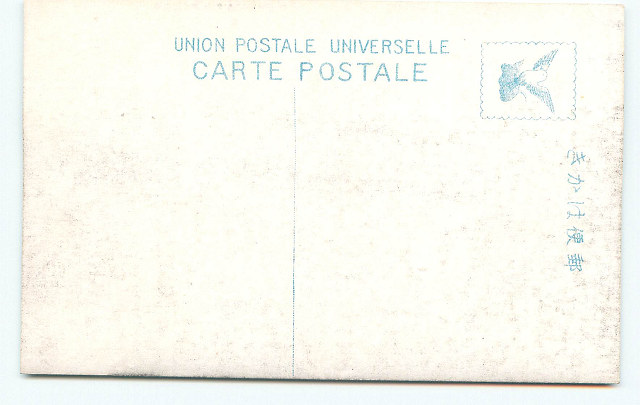 UNION POSTALE UNIVERSELLE
CARTE POSTALE
郵便はかき